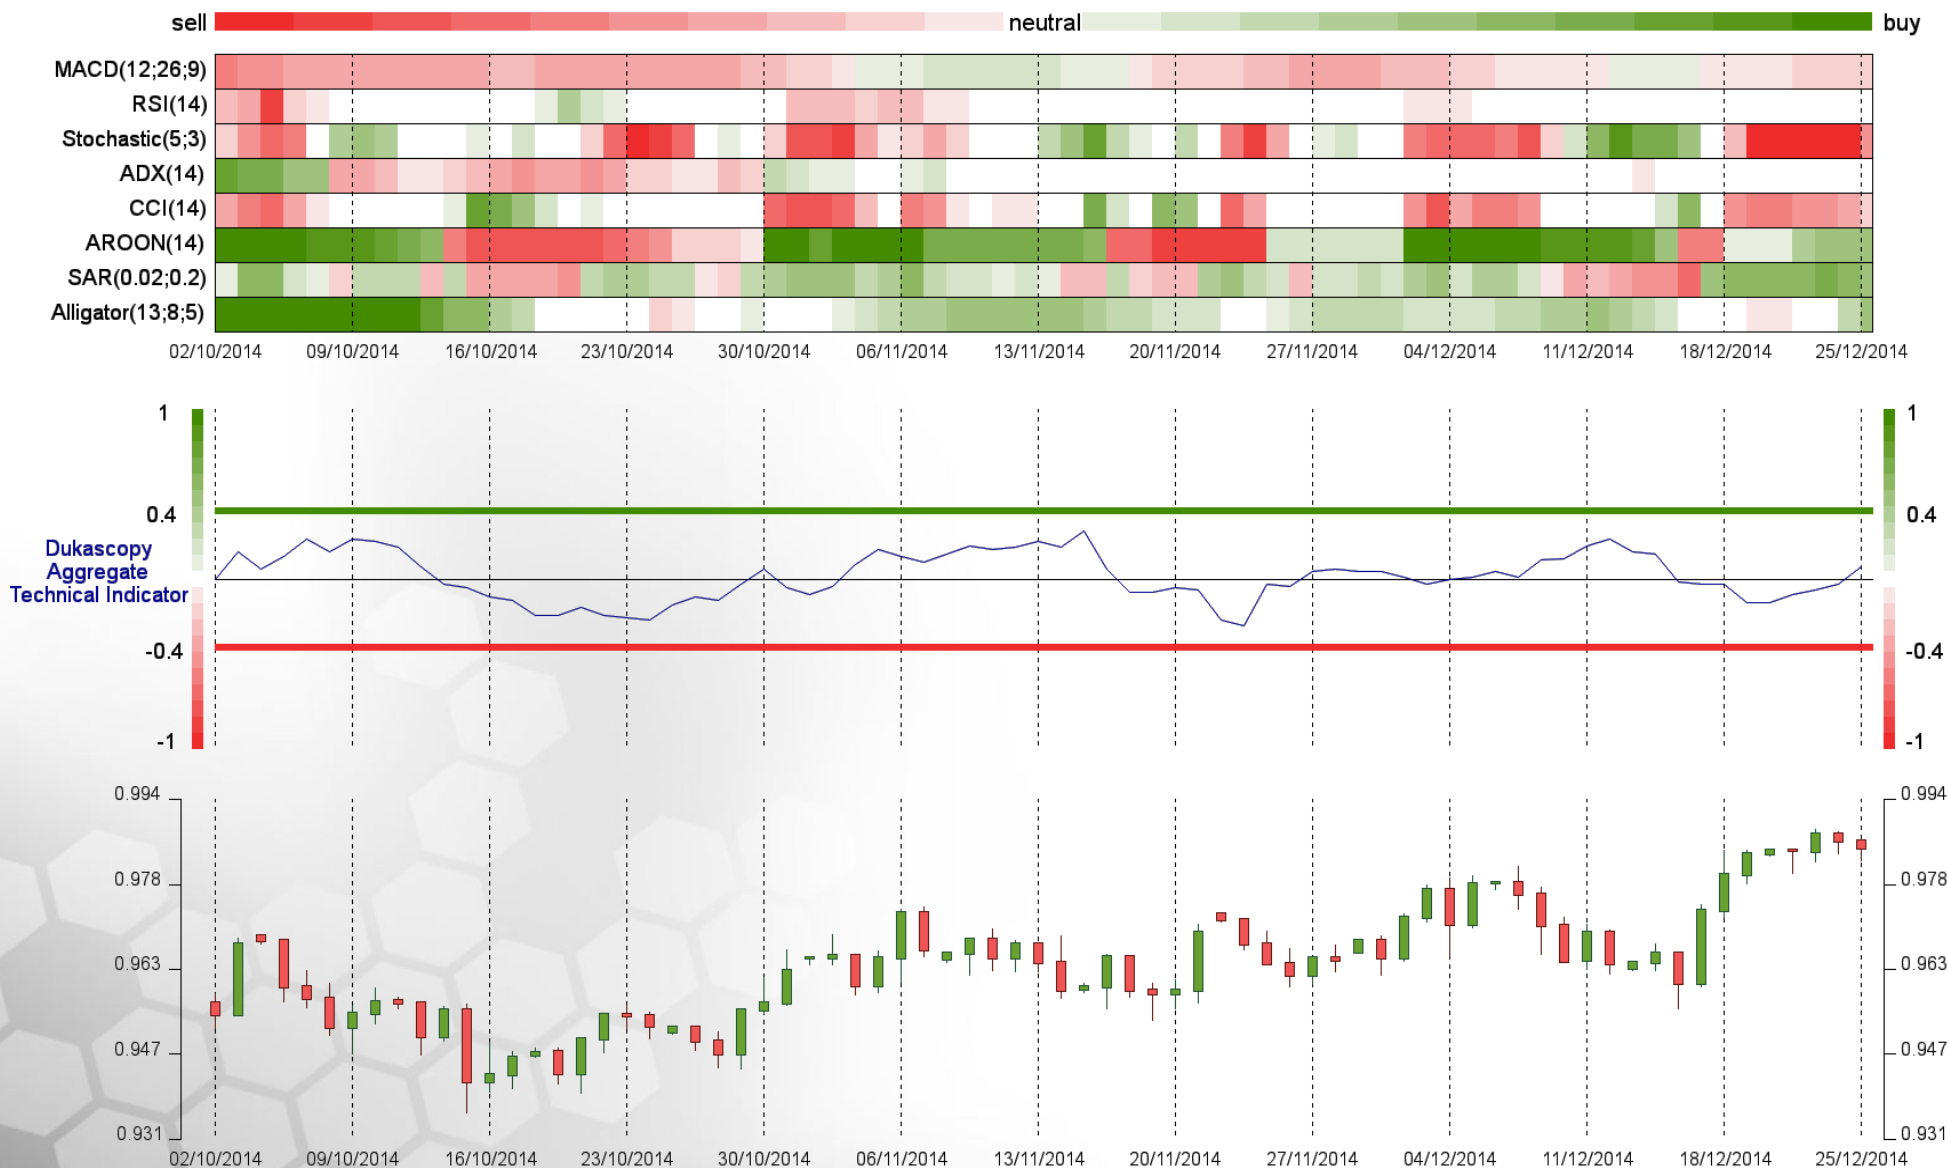 sell neutral buy
MACD(12;26;9)
RSI(14)
Stochastic(5;3)
ADX(14)
CCI(14)
AROON(14)
SAR(0.02;0.2)
Alligator(13;8;5)
02/10/2014 09/10/2014 16/10/2014 23/10/2014 30/10/2014 06/11/2014 13/11/2014 20/11/2014 27/11/2014 04/12/2014 11/12/2014 18/12/2014 25/12/2014
1 1
0.4 0.4
Dukascopy
Aggregate
Technical Indicator
-0.4 -0.4
-1 -1
0.994 0.994
0.978 0.978
0.963 0.963
0.947 0.947
0.931 0.931
02/10/2014 09/10/2014 16/10/2014 23/10/2014 30/10/2014 06/11/2014 13/11/2014 20/11/2014 27/11/2014 04/12/2014 11/12/2014 18/12/2014 25/12/2014